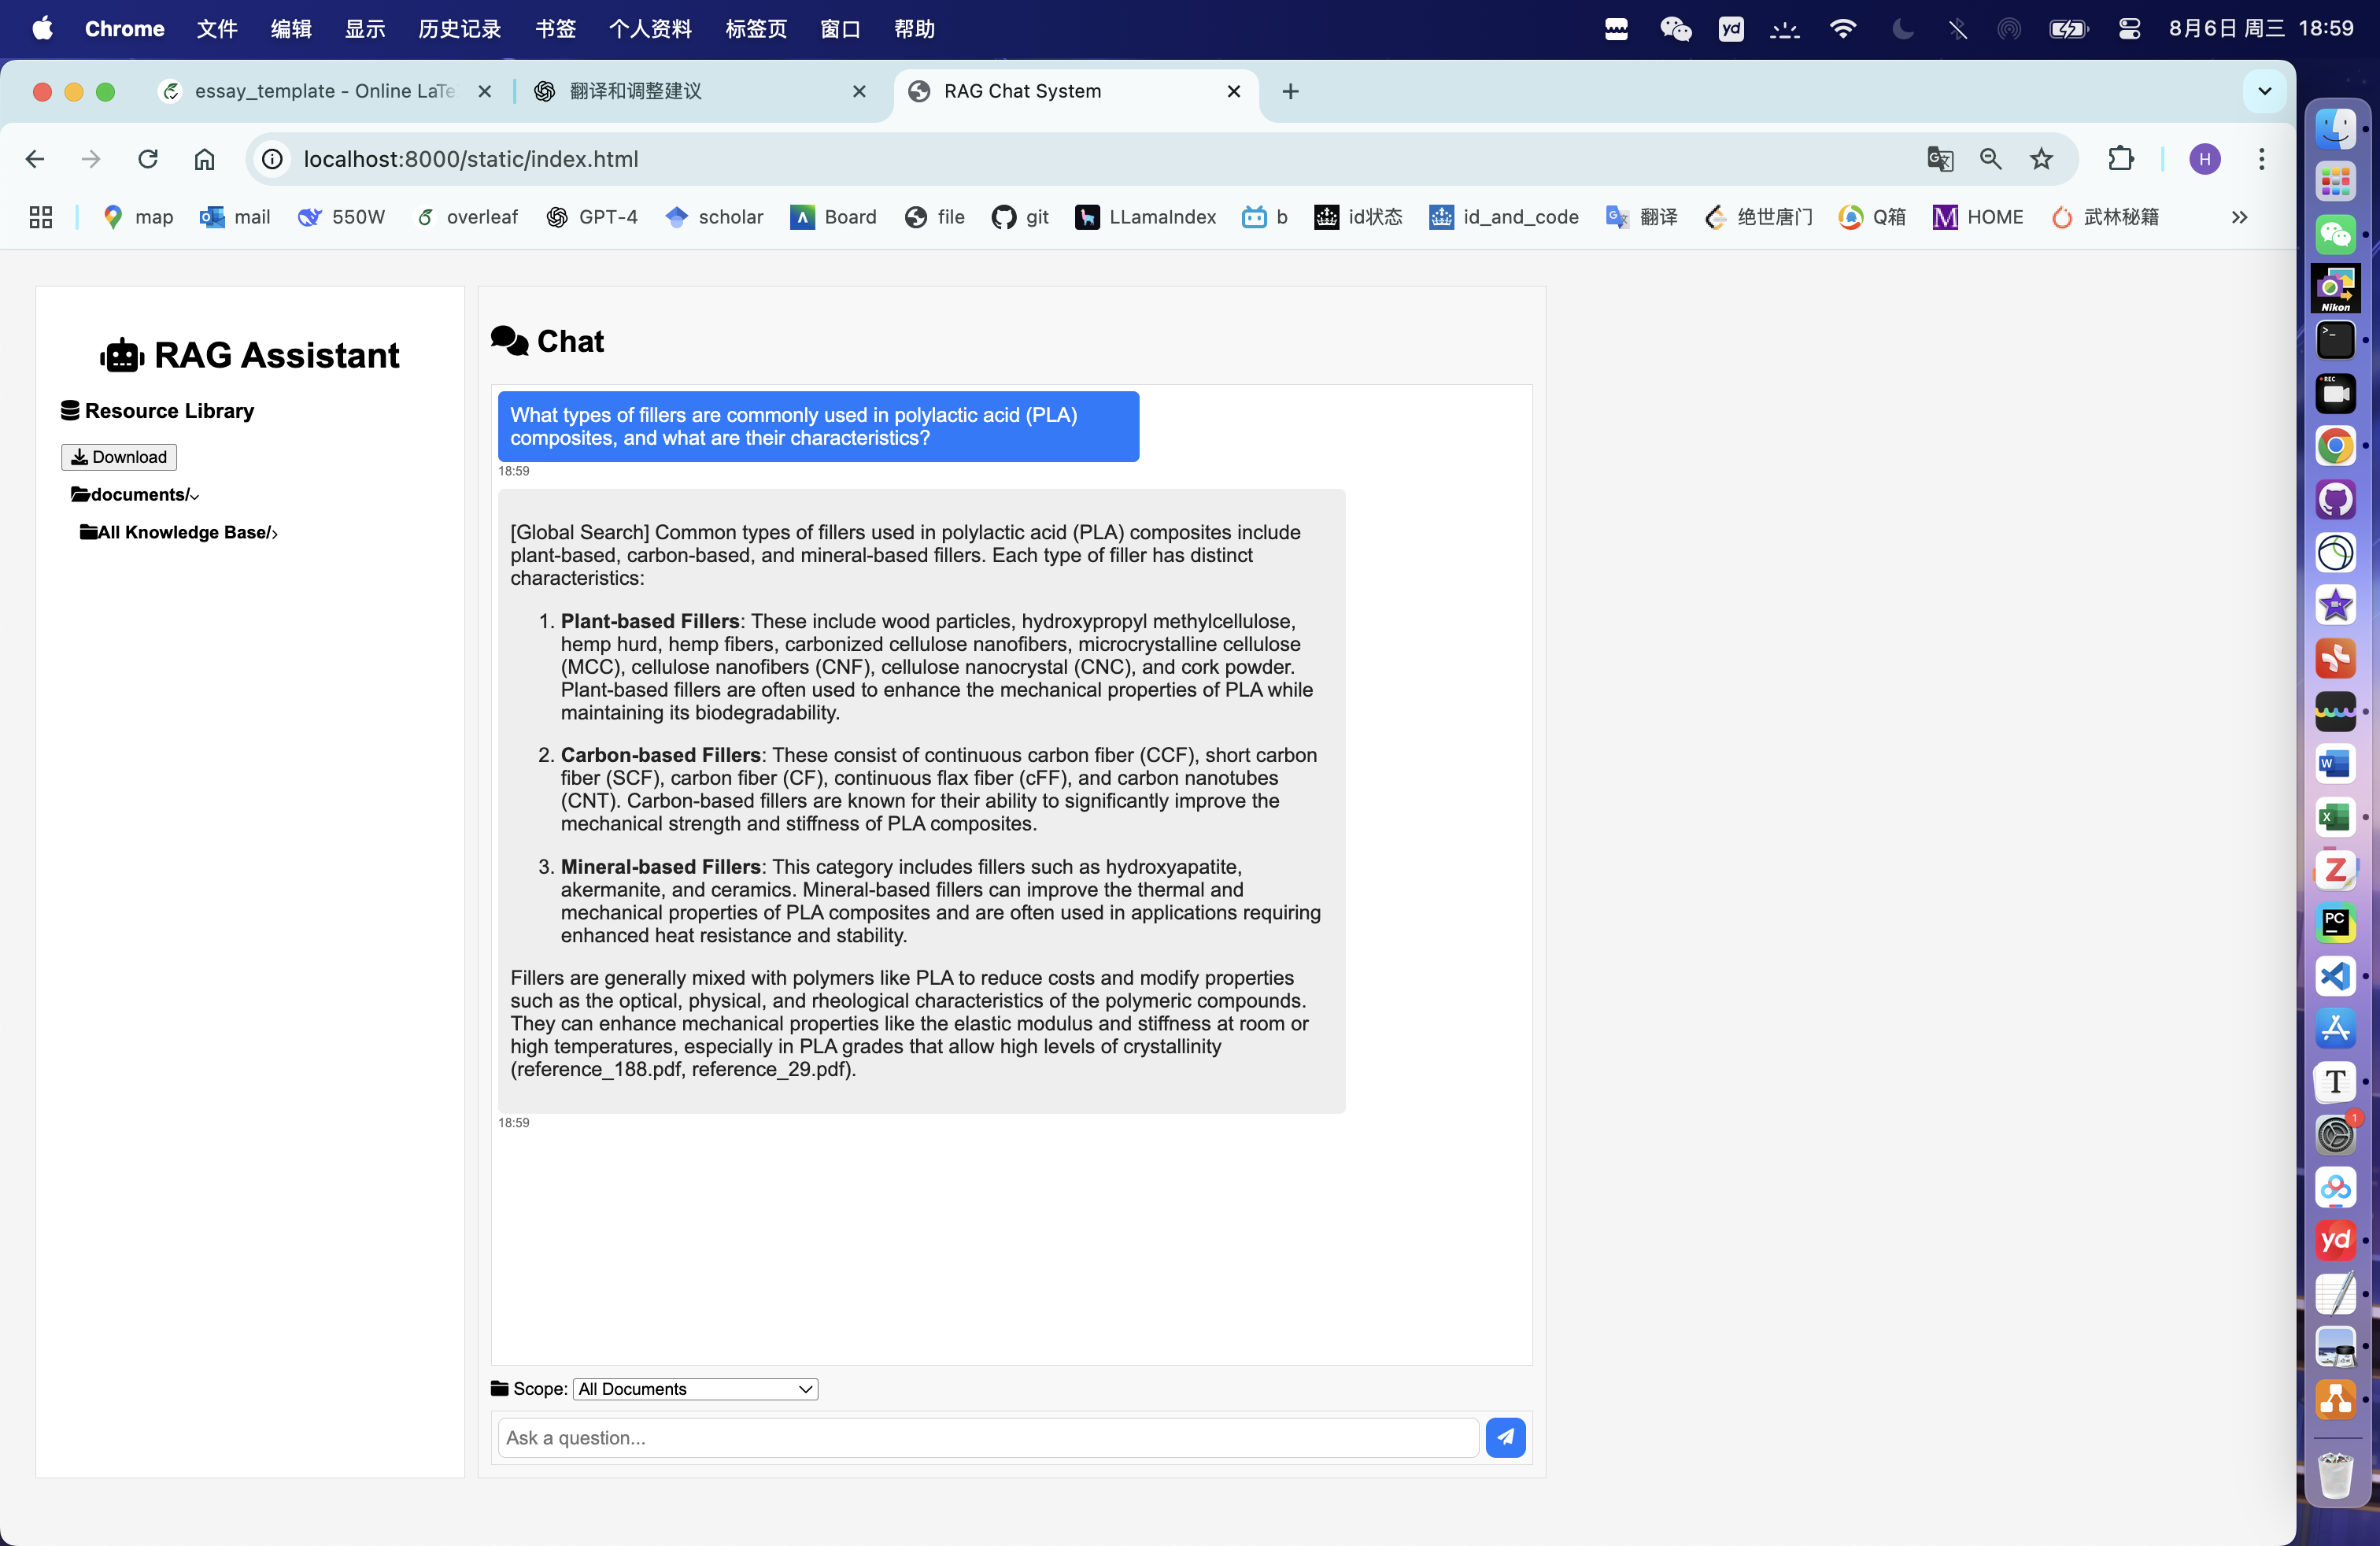 Chrome 文件 编辑 显示 历史记录 书签 个人资料 标签页 窗口 帮助 yd 8月6日 周三 18:59
essay_template - Online LaTe 翻译和调整建议 RAG Chat System
localhost:8000/static/index.html H
map mail 550W overleaf GPT-4 scholar Board file git LLamaIndex b id状态 id_and_code 翻译 绝世唐门 Q箱 HOME 武林秘籍 »
RAG Assistant
Resource Library
Download
documents/
All Knowledge Base/
Chat
What types of fillers are commonly used in polylactic acid (PLA)
composites, and what are their characteristics?
18:59
[Global Search] Common types of fillers used in polylactic acid (PLA) composites include
plant-based, carbon-based, and mineral-based fillers. Each type of filler has distinct
characteristics:
1. Plant-based Fillers: These include wood particles, hydroxypropyl methylcellulose,
hemp hurd, hemp fibers, carbonized cellulose nanofibers, microcrystalline cellulose
(MCC), cellulose nanofibers (CNF), cellulose nanocrystal (CNC), and cork powder.
Plant-based fillers are often used to enhance the mechanical properties of PLA while
maintaining its biodegradability.
2. Carbon-based Fillers: These consist of continuous carbon fiber (CCF), short carbon
fiber (SCF), carbon fiber (CF), continuous flax fiber (cFF), and carbon nanotubes
(CNT). Carbon-based fillers are known for their ability to significantly improve the
mechanical strength and stiffness of PLA composites.
3. Mineral-based Fillers: This category includes fillers such as hydroxyapatite,
akermanite, and ceramics. Mineral-based fillers can improve the thermal and
mechanical properties of PLA composites and are often used in applications requiring
enhanced heat resistance and stability.
Fillers are generally mixed with polymers like PLA to reduce costs and modify properties
such as the optical, physical, and rheological characteristics of the polymeric compounds.
They can enhance mechanical properties like the elastic modulus and stiffness at room or
high temperatures, especially in PLA grades that allow high levels of crystallinity
(reference_188.pdf, reference_29.pdf).
18:59
Scope: All Documents
Ask a question...
Nikon
REC
W
X
Z
PC
T
1
yd